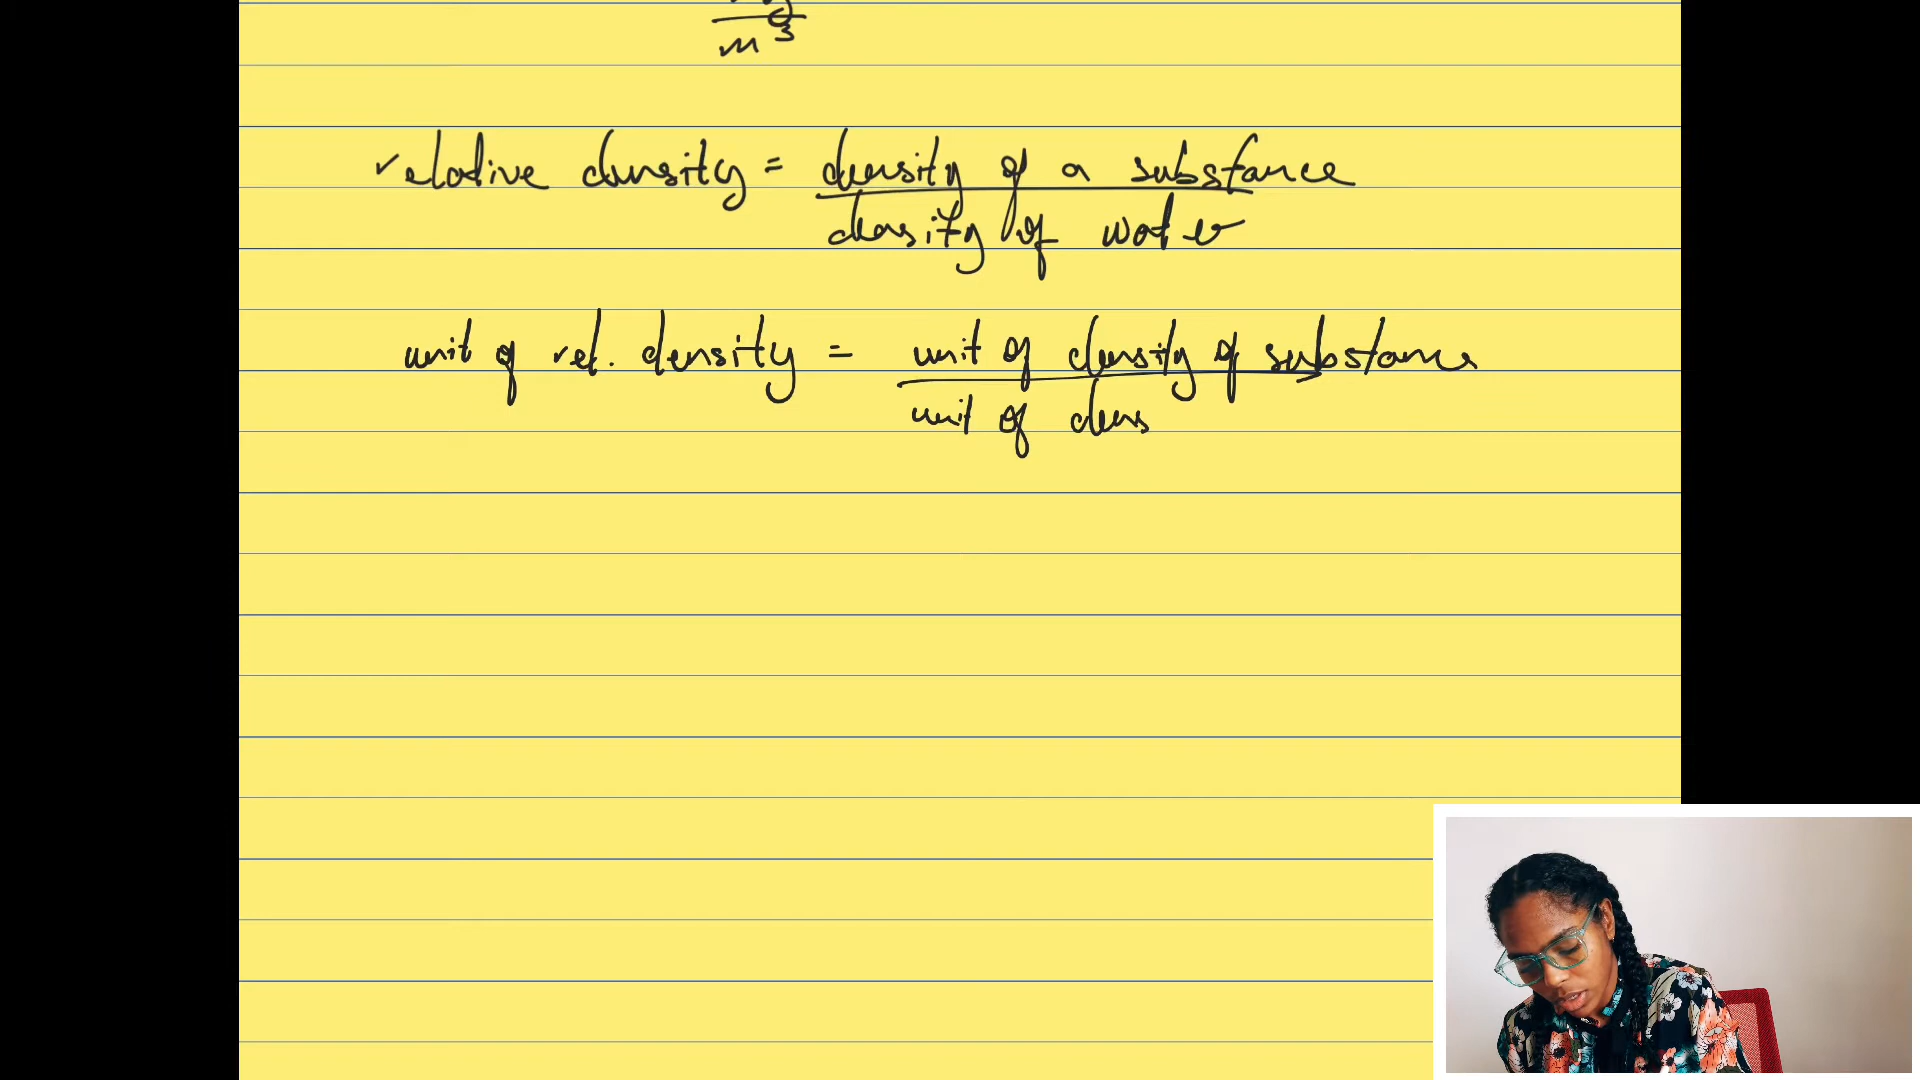 m³
relative density = density of a substance
density of water
unit of rel. density = unit of density of substance
unit of dens